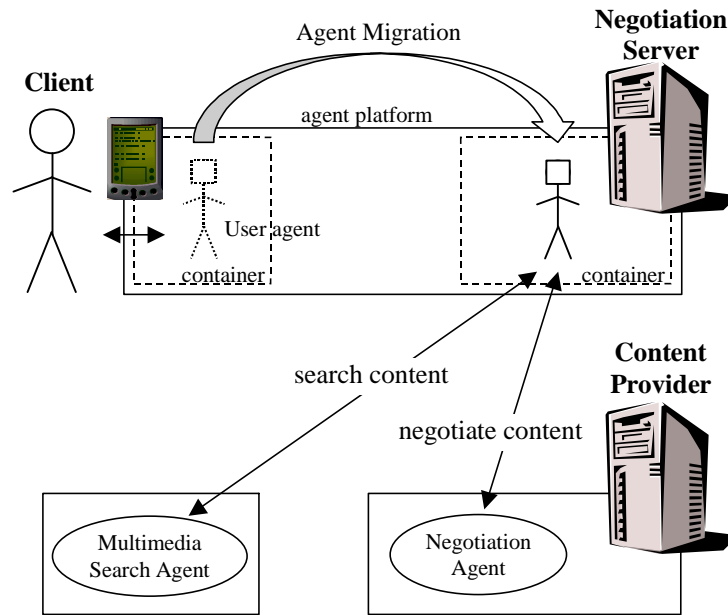 Agent Migration
Negotiation
Server
Client
agent platform
User agent
container
container
search content
Content
Provider
negotiate content
Multimedia
Search Agent
Negotiation
Agent